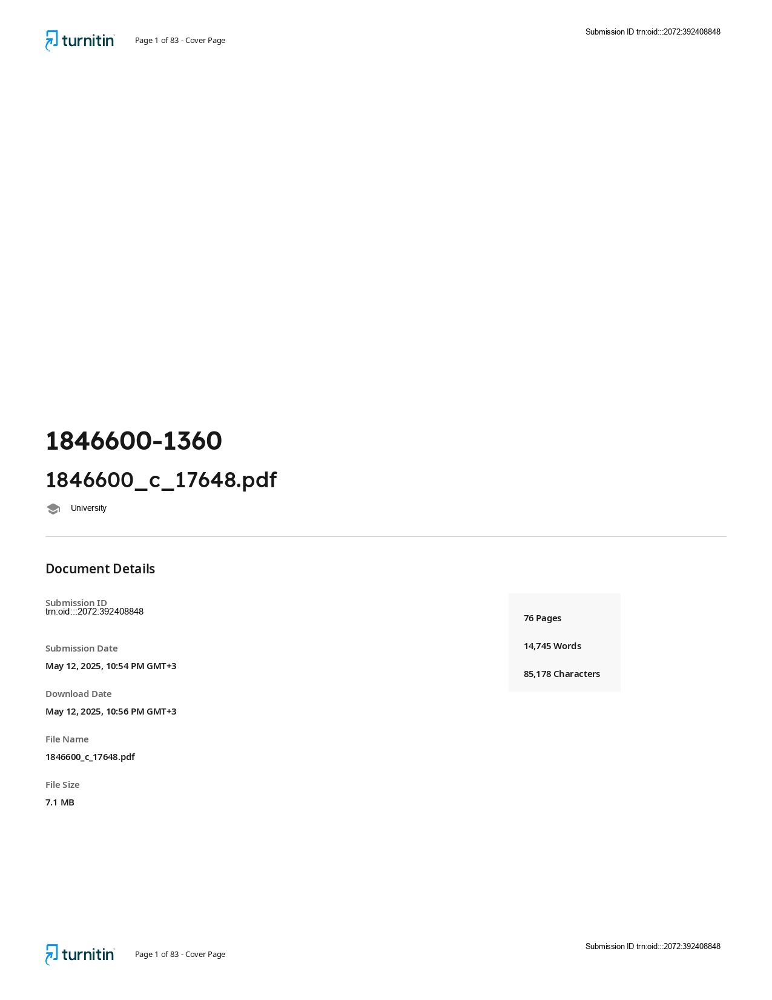 turnitin Page 1 of 83 - Cover Page Submission ID trn:oid:::2072:392408848
1846600-1360
1846600_c_17648.pdf
University
Document Details
Submission ID
trn:oid:::2072:392408848
Submission Date
May 12, 2025, 10:54 PM GMT+3
Download Date
May 12, 2025, 10:56 PM GMT+3
File Name
1846600_c_17648.pdf
File Size
7.1 MB
76 Pages
14,745 Words
85,178 Characters
turnitin Page 1 of 83 - Cover Page Submission ID trn:oid:::2072:392408848